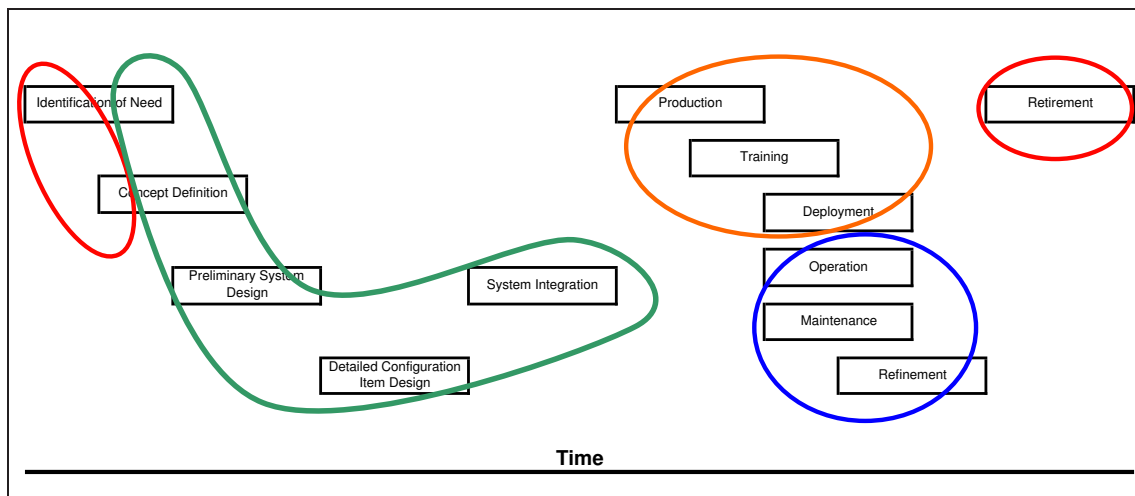 Identification of Need
Production
Retirement
Training
Concept Definition
Deployment
Preliminary System
Design
System Integration
Operation
Maintenance
Detailed Configuration
Item Design
Refinement
Time